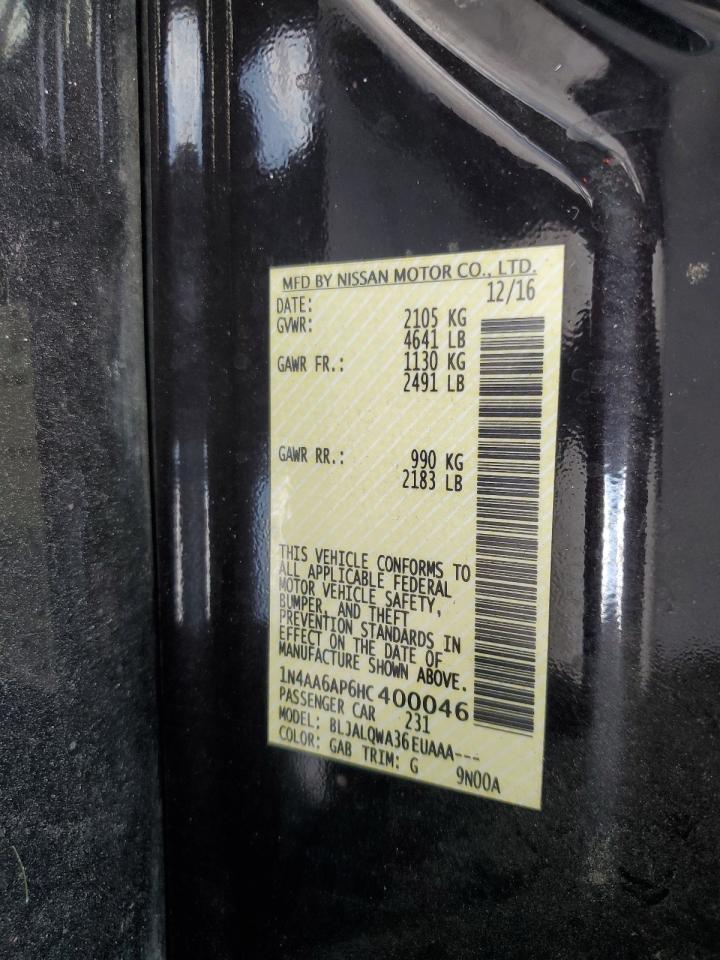 MFD BY NISSAN MOTOR CO., LTD.
DATE: 12/16
GVWR: 2105 KG
4641 LB
GAWR FR.: 1130 KG
2491 LB
GAWR RR.: 990 KG
2183 LB
THIS VEHICLE CONFORMS TO
ALL APPLICABLE FEDERAL
MOTOR VEHICLE SAFETY,
BUMPER, AND THEFT
PREVENTION STANDARDS IN
EFFECT ON THE DATE OF
MANUFACTURE SHOWN ABOVE.
1N4AA6AP6HC400046
PASSENGER CAR 231
MODEL: BLJALQWA36EUAAA---
COLOR: GAB TRIM: G 9N00A